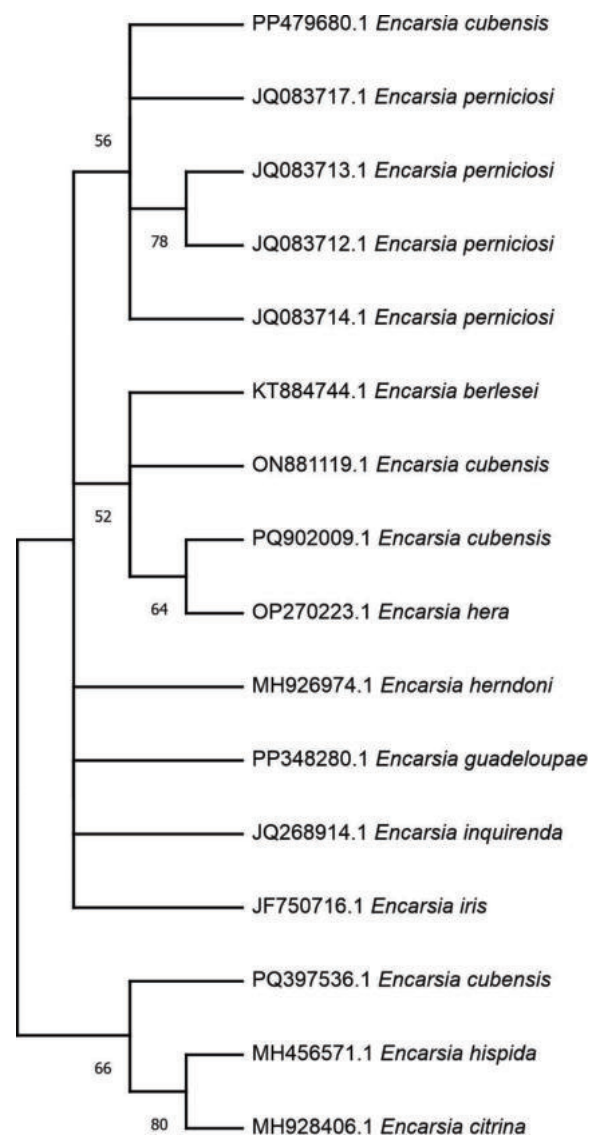 PP479680.1 Encarsia cubensis
JQ083717.1 Encarsia perniciosi
56
JQ083713.1 Encarsia perniciosi
78
JQ083712.1 Encarsia perniciosi
JQ083714.1 Encarsia perniciosi
KT884744.1 Encarsia berlesei
ON881119.1 Encarsia cubensis
52
PQ902009.1 Encarsia cubensis
64
OP270223.1 Encarsia hera
MH926974.1 Encarsia herndoni
PP348280.1 Encarsia guadeloupae
JQ268914.1 Encarsia inquirenda
JF750716.1 Encarsia iris
PQ397536.1 Encarsia cubensis
MH456571.1 Encarsia hispida
66
80
MH928406.1 Encarsia citrina